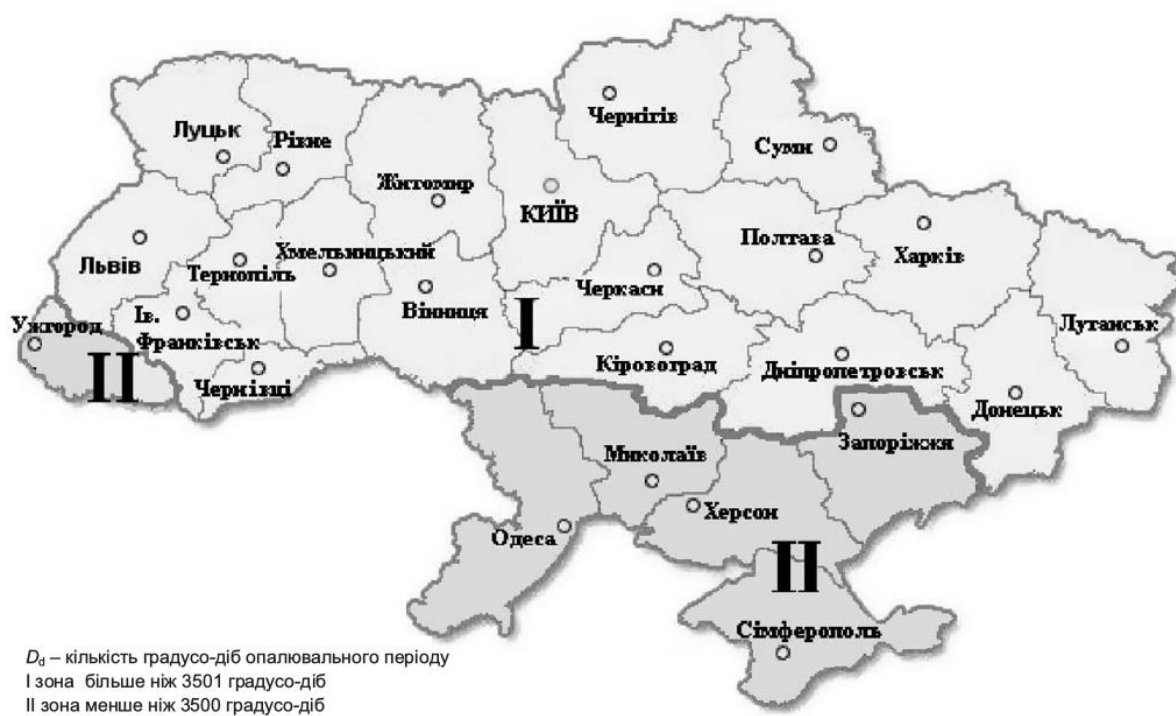 Чернігів
Луцьк
Рівне
Суми
Житомир
КИЇВ
Полтава
Харків
Львів
Хмельницький
Тернопіль
Черкаси
Вінниця
I
Ужгород
Ів.
Франківськ
Луганськ
II
Кіровоград
Дніпропетровськ
Чернівці
Донецьк
Запоріжжя
Миколаїв
Херсон
Одеса
II
Сімферополь
Dd – кількість градусо-діб опалювального періоду
I зона більше ніж 3501 градусо-діб
II зона менше ніж 3500 градусо-діб